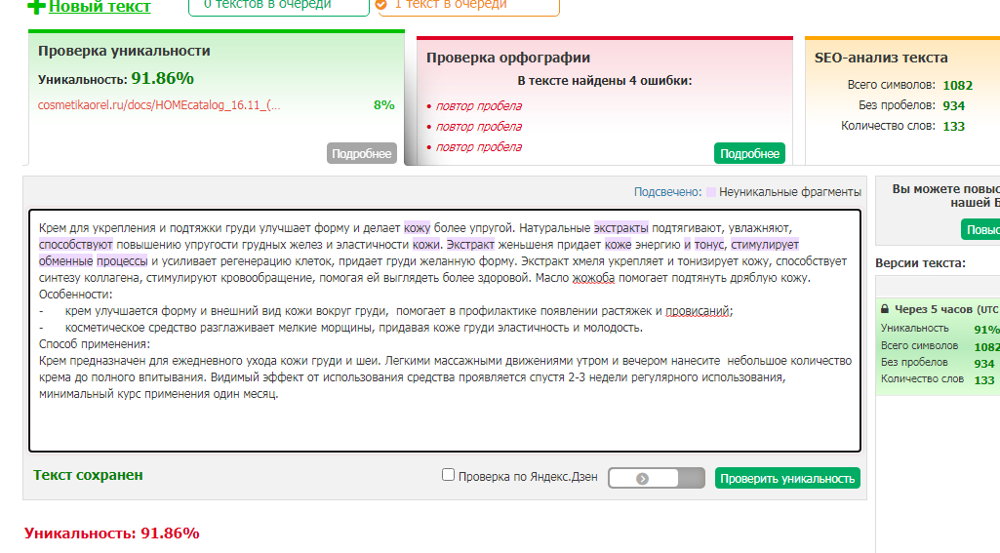 Новый текст
0 текстов в очереди
1 текст в очереди
Проверка уникальности
Уникальность: 91.86%
cosmetikaorel.ru/docs/HOMEcatalog_16.11_(... 8%
Подробнее
Проверка орфографии
В тексте найдены 4 ошибки:
• повтор пробела
• повтор пробела
• повтор пробела
Подробнее
SEO-анализ текста
Всего символов: 1082
Без пробелов: 934
Количество слов: 133
Подсвечено: Неуникальные фрагменты
Крем для укрепления и подтяжки груди улучшает форму и делает кожу более упругой. Натуральные экстракты подтягивают, увлажняют,
способствуют повышению упругости грудных желез и эластичности кожи. Экстракт женьшеня придает коже энергию и тонус, стимулирует
обменные процессы и усиливает регенерацию клеток, придает груди желанную форму. Экстракт хмеля укрепляет и тонизирует кожу, способствует
синтезу коллагена, стимулируют кровообращение, помогая ей выглядеть более здоровой. Масло жожоба помогает подтянуть дряблую кожу.
Особенности:
- крем улучшается форму и внешний вид кожи вокруг груди,  помогает в профилактике появлении растяжек и провисаний;
- косметическое средство разглаживает мелкие морщины, придавая коже груди эластичность и молодость.
Способ применения:
Крем предназначен для ежедневного ухода кожи груди и шеи. Легкими массажными движениями утром и вечером нанесите  небольшое количество
крема до полного впитывания. Видимый эффект от использования средства проявляется спустя 2-3 недели регулярного использования,
минимальный курс применения один месяц.
Текст сохранен
Проверка по Яндекс.Дзен
Проверить уникальность
Уникальность: 91.86%
Вы можете повыс
нашей Б
Повыс
Версии текста:
Через 5 часов (UTC
Уникальность 91%
Всего символов 1082
Без пробелов 934
Количество слов 133